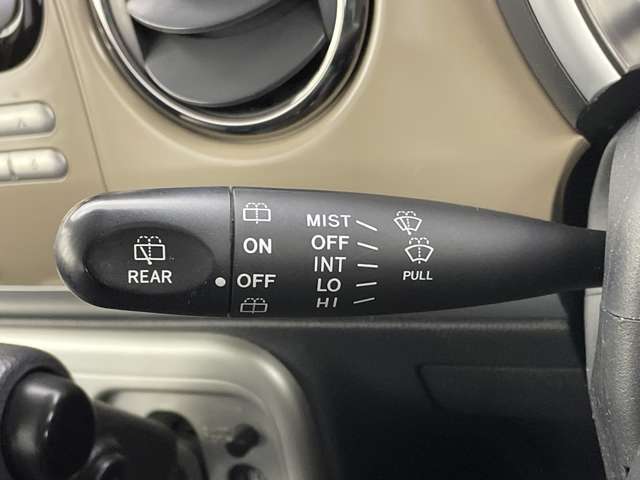 REAR
ON
OFF
MIST
OFF
INT
LO
HI
PULL